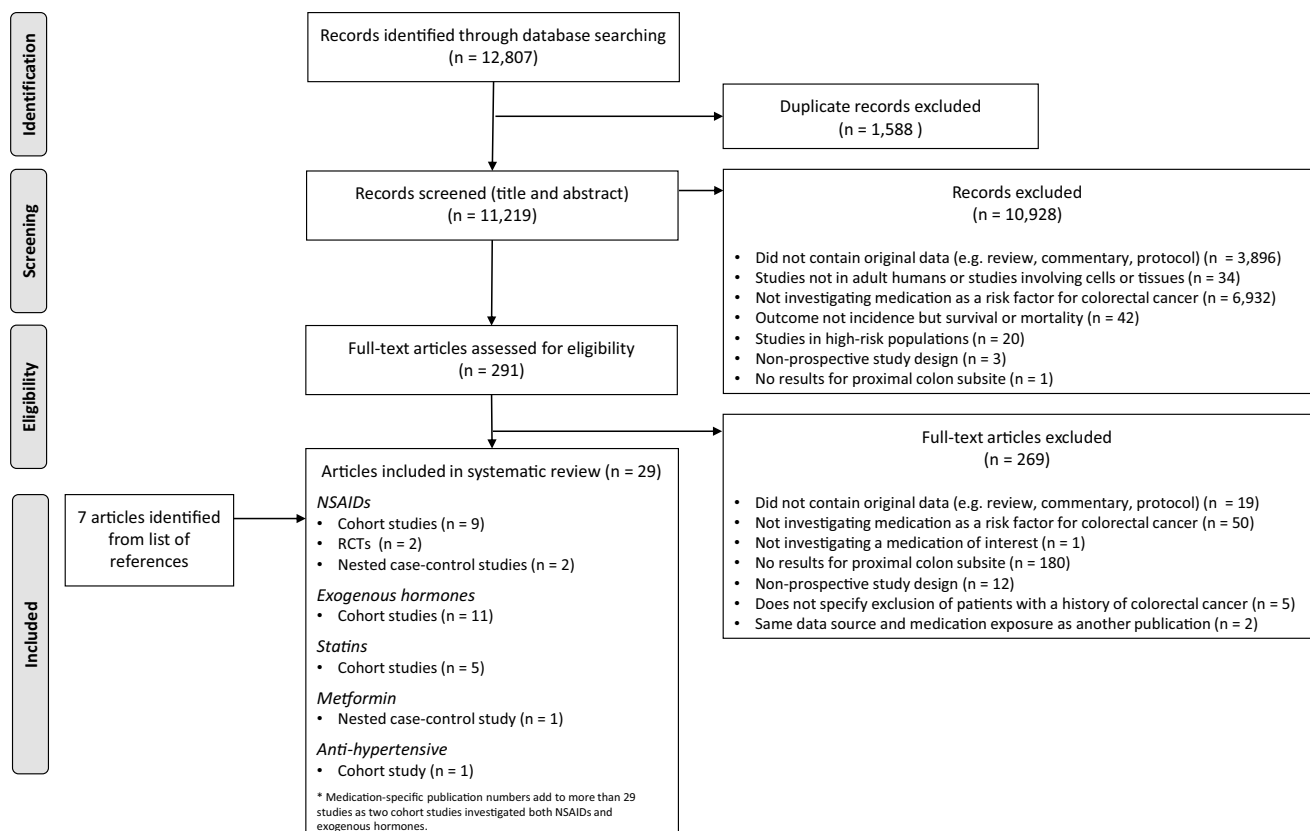 Identification
Records identified through database searching
(n = 12,807)
Duplicate records excluded
(n = 1,588 )
Screening
Records screened (title and abstract)
(n = 11,219)
Records excluded
(n = 10,928)
• Did not contain original data (e.g. review, commentary, protocol) (n = 3,896)
• Studies not in adult humans or studies involving cells or tissues (n = 34)
• Not investigating medication as a risk factor for colorectal cancer (n = 6,932)
• Outcome not incidence but survival or mortality (n = 42)
• Studies in high-risk populations (n = 20)
• Non-prospective study design (n = 3)
• No results for proximal colon subsite (n = 1)
Eligibility
Full-text articles assessed for eligibility
(n = 291)
Full-text articles excluded
(n = 269)
• Did not contain original data (e.g. review, commentary, protocol) (n = 19)
• Not investigating medication as a risk factor for colorectal cancer (n = 50)
• Not investigating a medication of interest (n = 1)
• No results for proximal colon subsite (n = 180)
• Non-prospective study design (n = 12)
• Does not specify exclusion of patients with a history of colorectal cancer (n = 5)
• Same data source and medication exposure as another publication (n = 2)
Included
7 articles identified
from list of
references
Articles included in systematic review (n = 29)
NSAIDs
• Cohort studies (n = 9)
• RCTs (n = 2)
• Nested case-control studies (n = 2)
Exogenous hormones
• Cohort studies (n = 11)
Statins
• Cohort studies (n = 5)
Metformin
• Nested case-control study (n = 1)
Anti-hypertensive
• Cohort study (n = 1)
* Medication-specific publication numbers add to more than 29
studies as two cohort studies investigated both NSAIDs and
exogenous hormones.